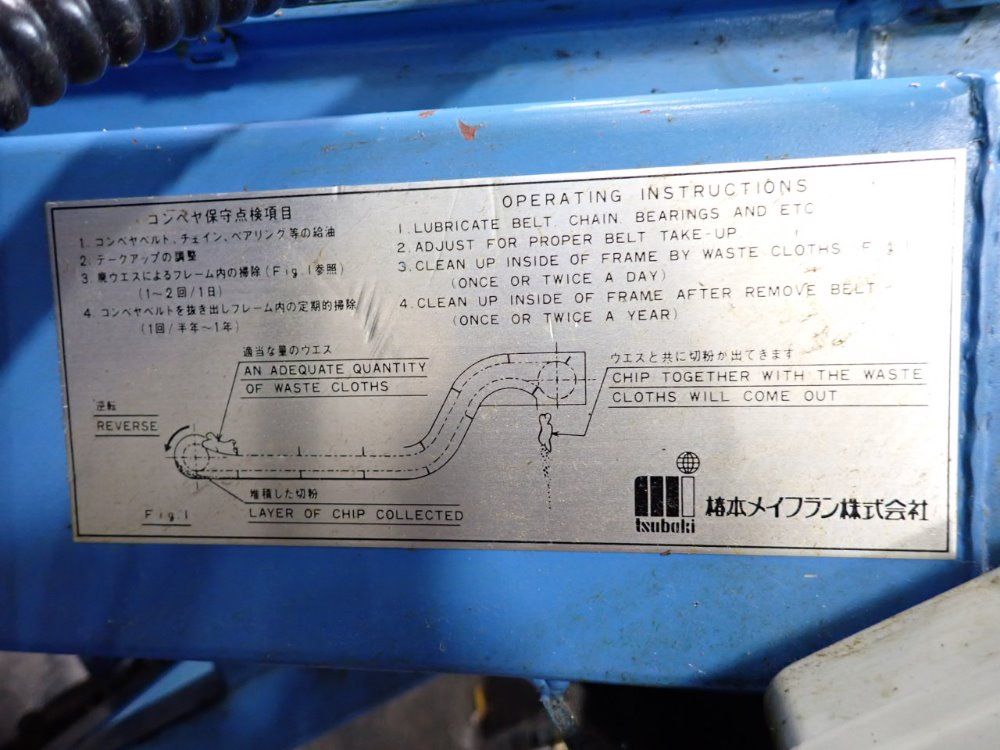 コンベヤ保守点検項目
1. コンベヤベルト、チェイン、ベアリング等の給油
2. テークアップの調整
3. 廃ウエスによるフレーム内の掃除(Fig.1参照)
(1〜2回/1日)
4. コンベヤベルトを抜き出しフレーム内の定期的掃除
(1回/半年〜1年)
OPERATING INSTRUCTIONS
1. LUBRICATE BELT. CHAIN. BEARINGS AND ETC
2. ADJUST FOR PROPER BELT TAKE-UP.
3. CLEAN UP INSIDE OF FRAME BY WASTE CLOTHS
(ONCE OR TWICE A DAY)
4. CLEAN UP INSIDE OF FRAME AFTER REMOVE BELT
(ONCE OR TWICE A YEAR)
適当な量のウエス
AN ADEQUATE QUANTITY
OF WASTE CLOTHS
ウエスと共に切粉が出てきます
CHIP TOGETHER WITH THE WASTE
CLOTHS WILL COME OUT
逆転
REVERSE
堆積した切粉
LAYER OF CHIP COLLECTED
Fig.1
tsubaki
椿本メイフラン株式会社